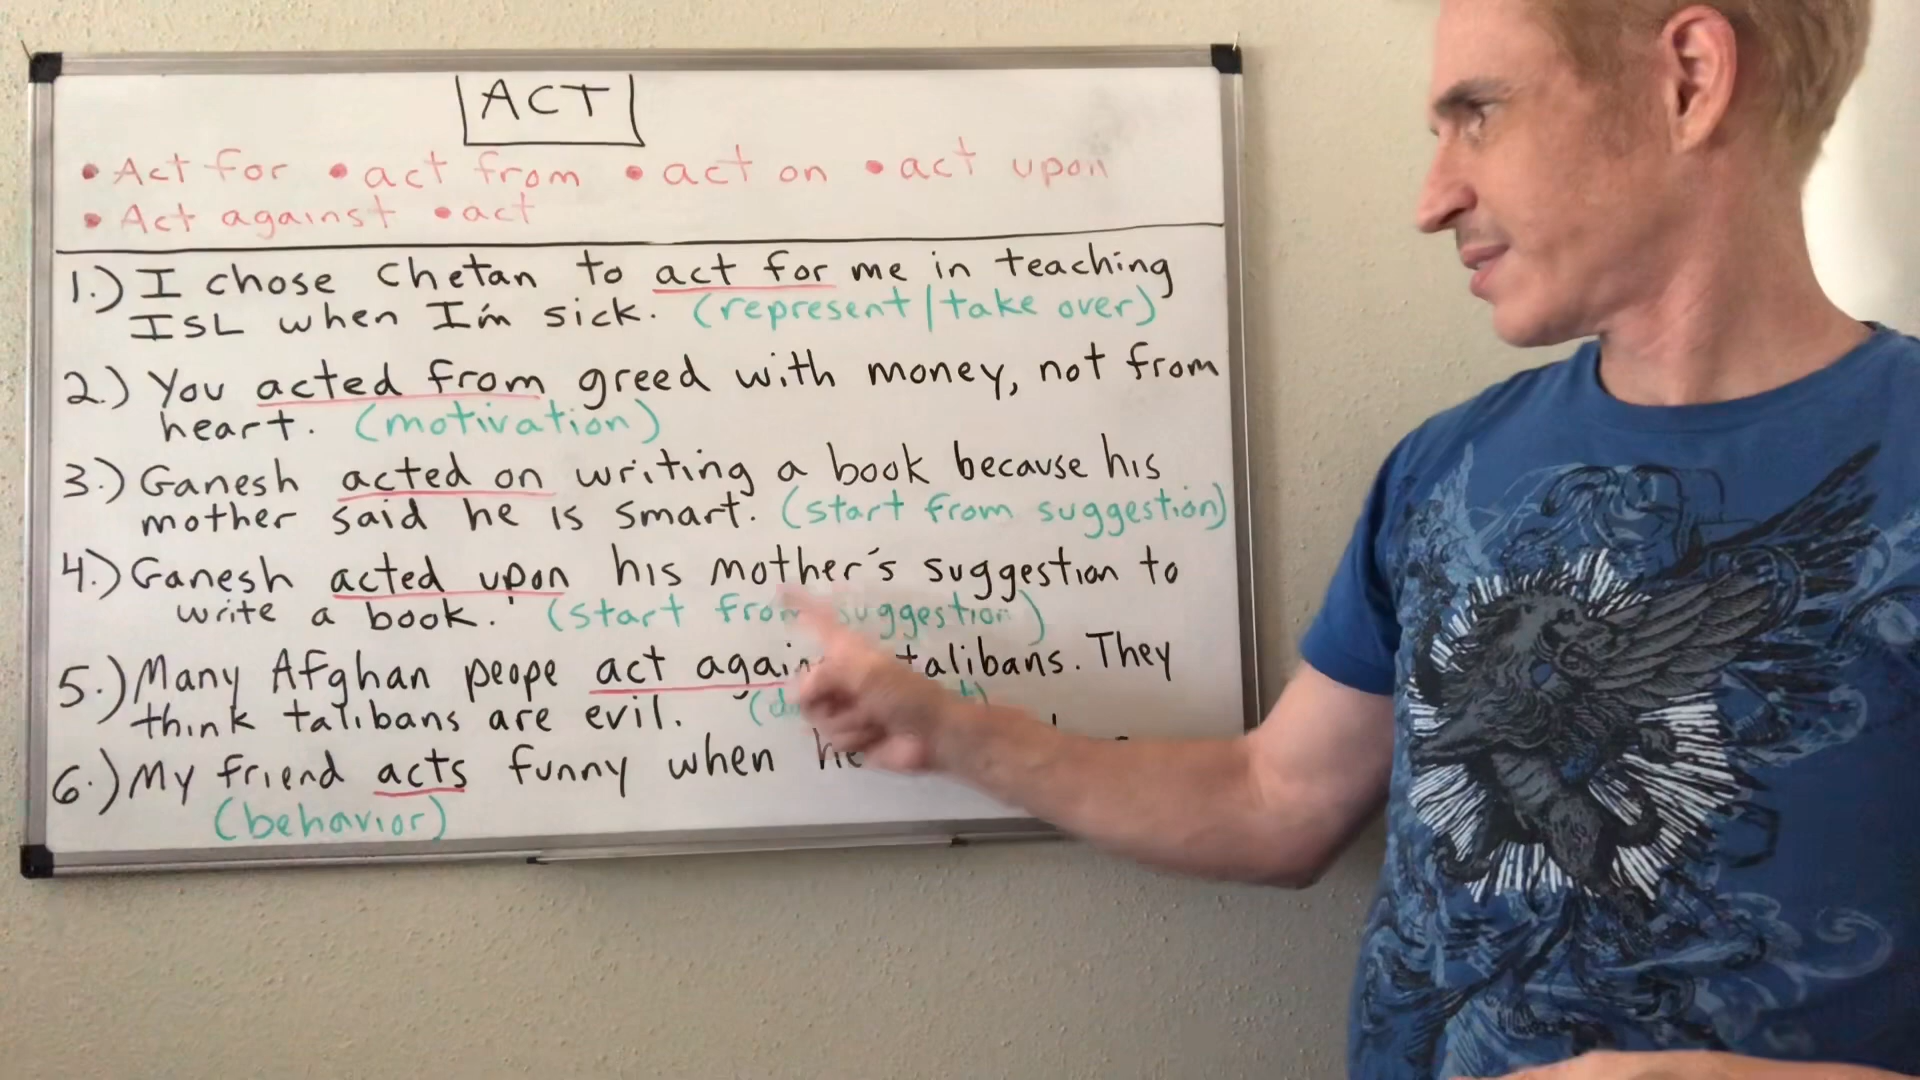 ACT
• Act for • act from • act on • act upon
• Act against • act
1.) I chose Chetan to act for me in teaching
ISL when I'm sick. (represent/take over)
2.) You acted from greed with money, not from
heart. (motivation)
3.) Ganesh acted on writing a book because his
mother said he is smart. (start from suggestion)
4.) Ganesh acted upon his mother's suggestion to
write a book. (start from suggestion)
5.) Many Afghan peope act talibans. They
think talibans are evil.
6.) My friend acts funny when he
(behavior)